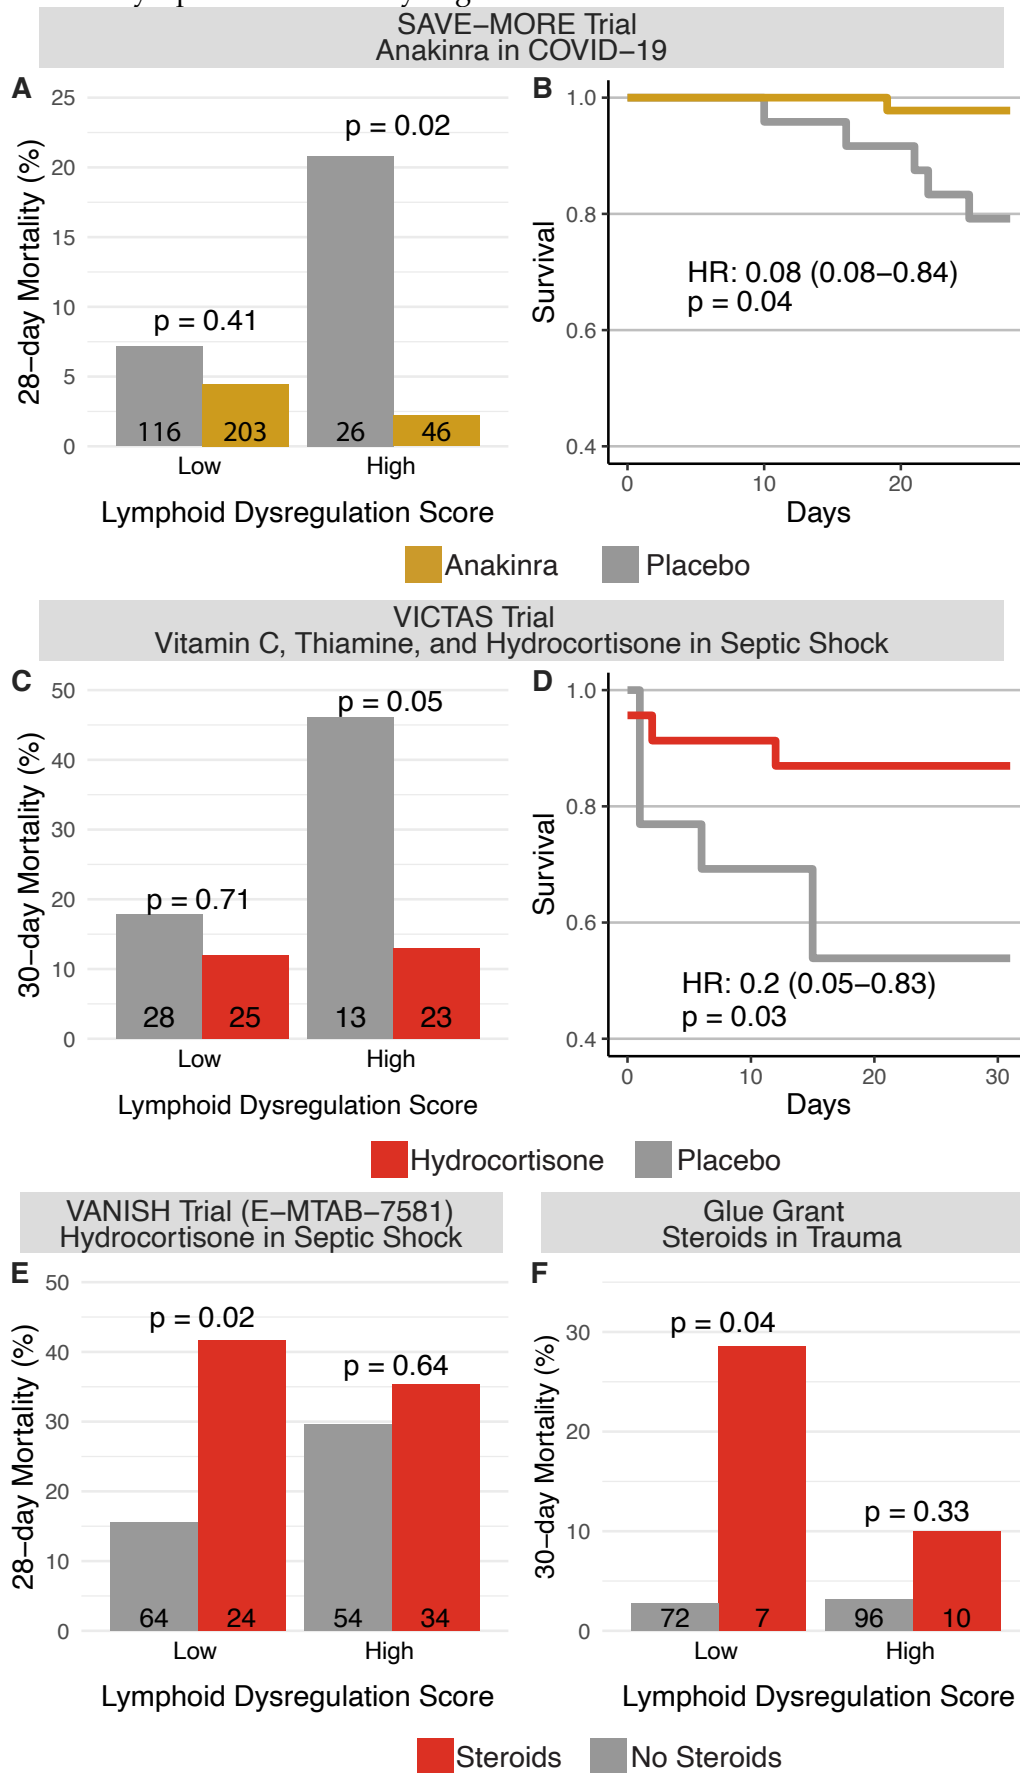 SAVE−MORE Trial
Anakinra in COVID−19
A
25
20
15
10
5
0
28−day Mortality (%)
p = 0.41
p = 0.02
116
203
26
46
Low
High
Lymphoid Dysregulation Score
B
1.0
0.8
0.6
0.4
Survival
HR: 0.08 (0.08−0.84)
p = 0.04
0
10
20
Days
Anakinra
Placebo
VICTAS Trial
Vitamin C, Thiamine, and Hydrocortisone in Septic Shock
C
50
40
30
20
10
0
30−day Mortality (%)
p = 0.71
p = 0.05
28
25
13
23
Low
High
Lymphoid Dysregulation Score
D
1.0
0.8
0.6
0.4
Survival
HR: 0.2 (0.05−0.83)
p = 0.03
0
10
20
30
Days
Hydrocortisone
Placebo
VANISH Trial (E−MTAB−7581)
Hydrocortisone in Septic Shock
E
50
40
30
20
10
0
28−day Mortality (%)
p = 0.02
p = 0.64
64
24
54
34
Low
High
Lymphoid Dysregulation Score
Glue Grant
Steroids in Trauma
F
30
20
10
0
30−day Mortality (%)
p = 0.04
p = 0.33
72
7
96
10
Low
High
Lymphoid Dysregulation Score
Steroids
No Steroids